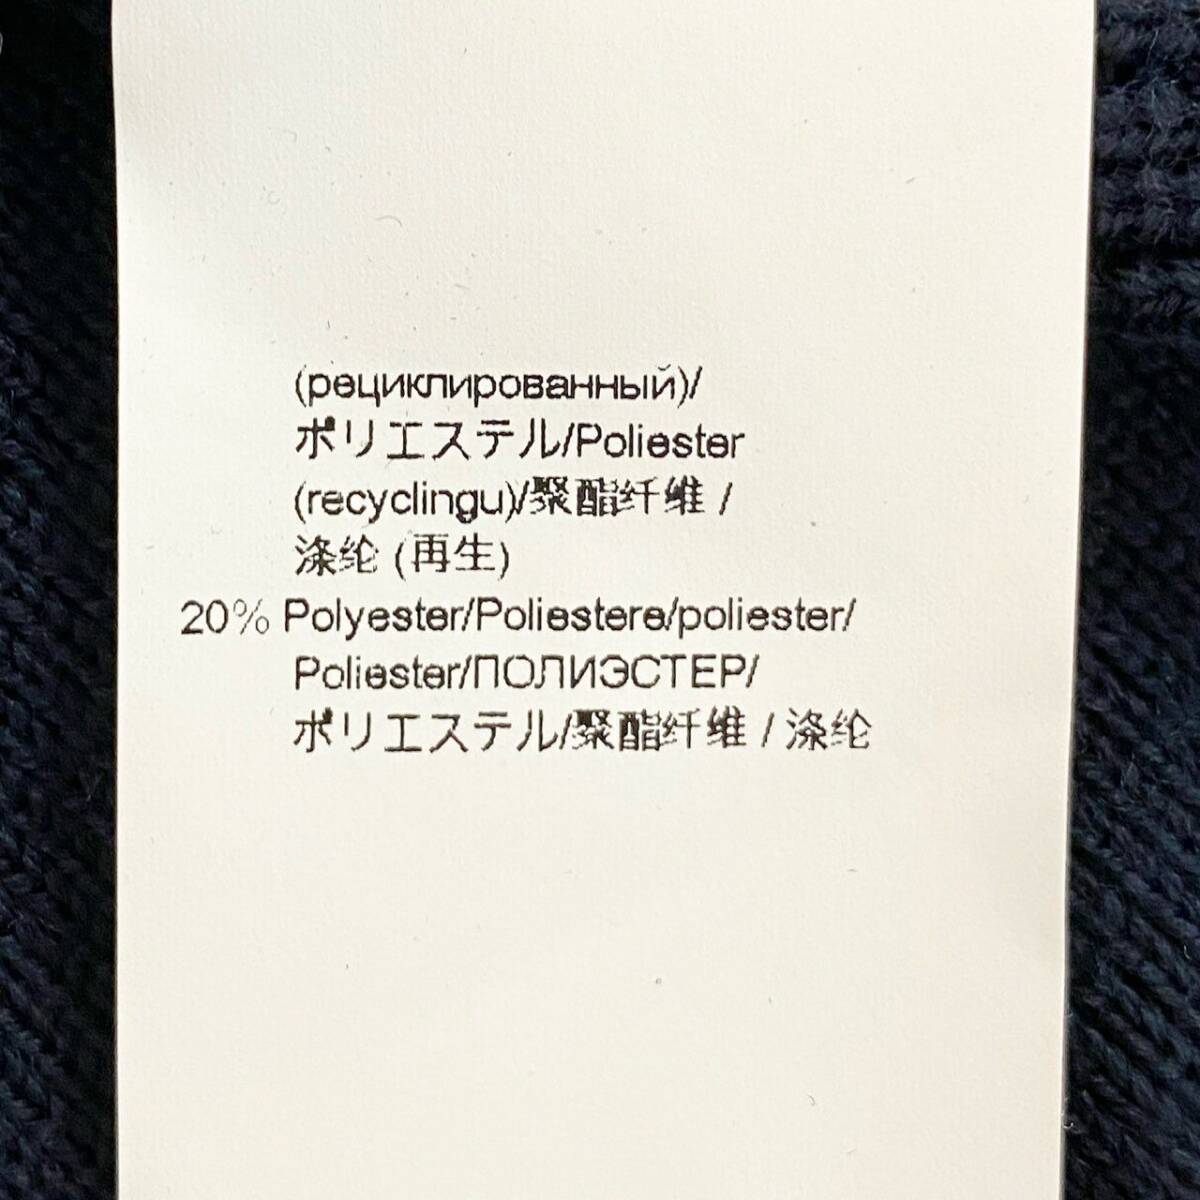 (рециклированный)/
ポリエステル/Poliester
(recyclingu)/聚酯纤维 /
涤纶 (再生)
20% Polyester/Poliestere/poliester/
Poliester/ПОЛИЭСТЕР/
ポリエステル/聚酯纤维 / 涤纶